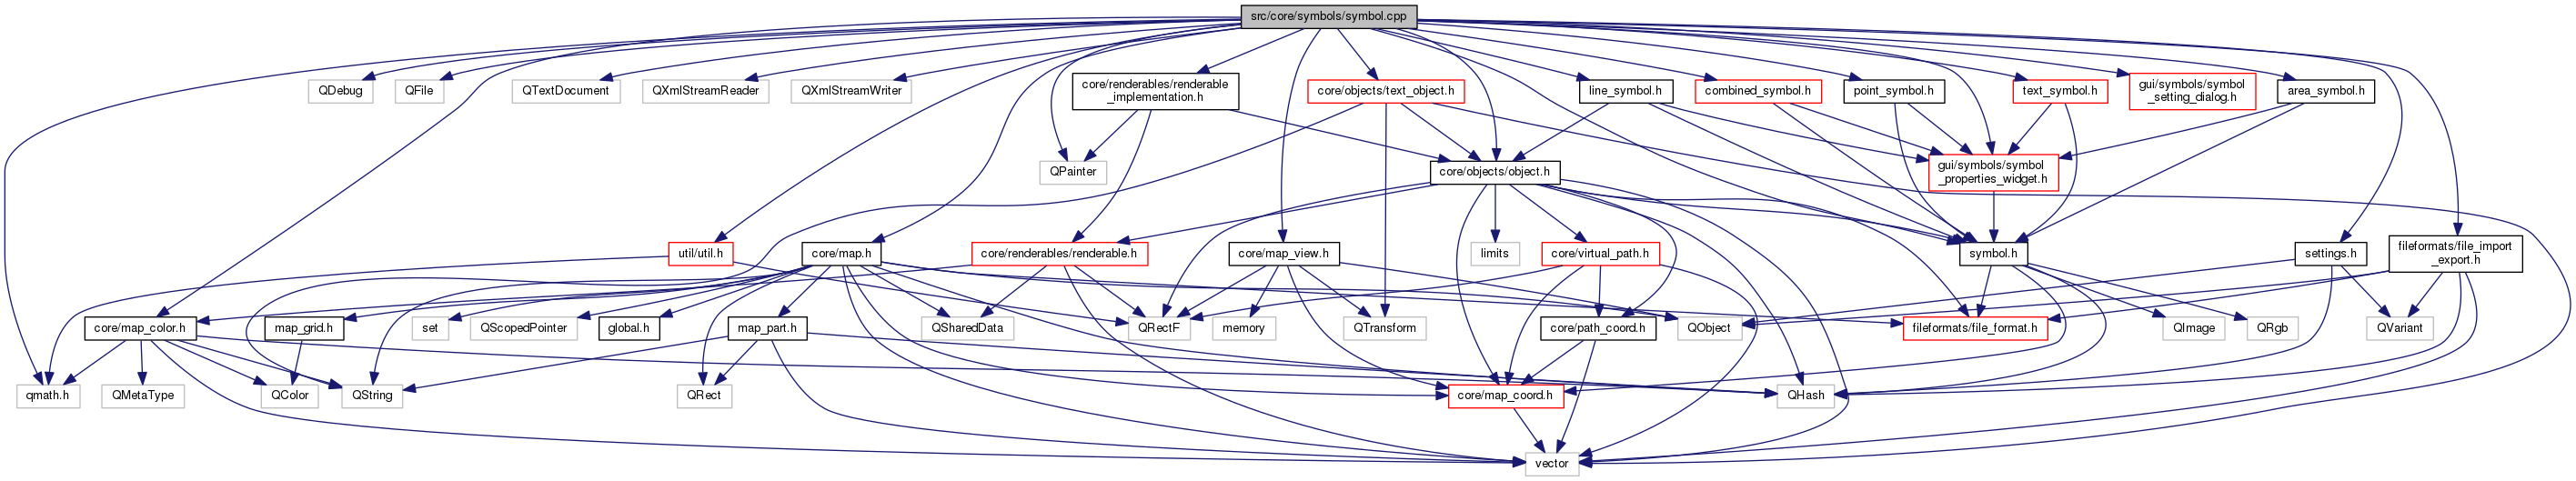 src/core/symbols/symbol.cpp
QDebug
QFile
QTextDocument
QXmlStreamReader
QXmlStreamWriter
core/renderables/renderable
_implementation.h
core/objects/text_object.h
line_symbol.h
combined_symbol.h
point_symbol.h
text_symbol.h
gui/symbols/symbol
_setting_dialog.h
area_symbol.h
QPainter
core/objects/object.h
gui/symbols/symbol
_properties_widget.h
util/util.h
core/map.h
core/renderables/renderable.h
core/map_view.h
limits
core/virtual_path.h
symbol.h
settings.h
fileformats/file_import
_export.h
core/map_color.h
map_grid.h
set
QScopedPointer
global.h
map_part.h
QSharedData
QRectF
memory
QTransform
core/path_coord.h
QObject
fileformats/file_format.h
QImage
QRgb
QVariant
qmath.h
QMetaType
QColor
QString
QRect
core/map_coord.h
QHash
vector